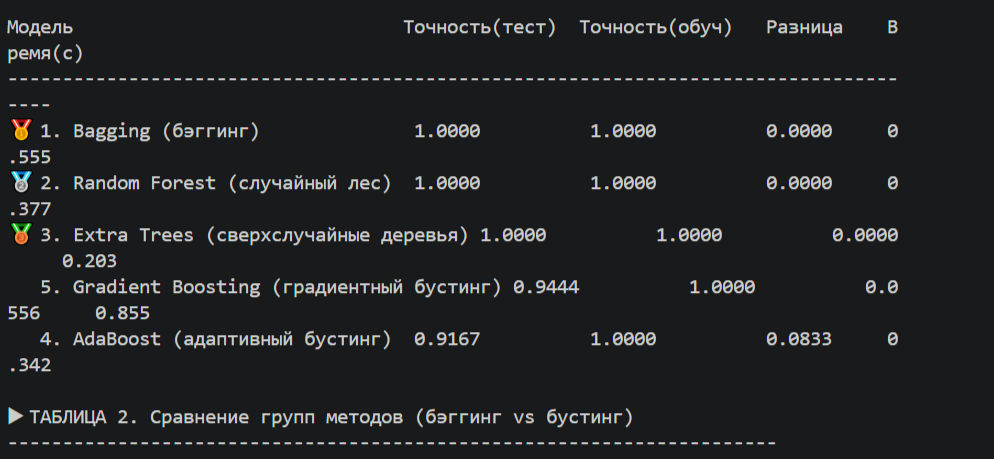 Модель Точность(тест) Точность(обуч) Разница В
ремя(с)
---------------------------------------------------------------------------------
----
🥇 1. Bagging (бэггинг) 1.0000 1.0000 0.0000 0
.555
🥈 2. Random Forest (случайный лес) 1.0000 1.0000 0.0000 0
.377
🥉 3. Extra Trees (сверхслучайные деревья) 1.0000 1.0000 0.0000
0.203
5. Gradient Boosting (градиентный бустинг) 0.9444 1.0000 0.0
556 0.855
4. AdaBoost (адаптивный бустинг) 0.9167 1.0000 0.0833 0
.342
▶ ТАБЛИЦА 2. Сравнение групп методов (бэггинг vs бустинг)
----------------------------------------------------------------------